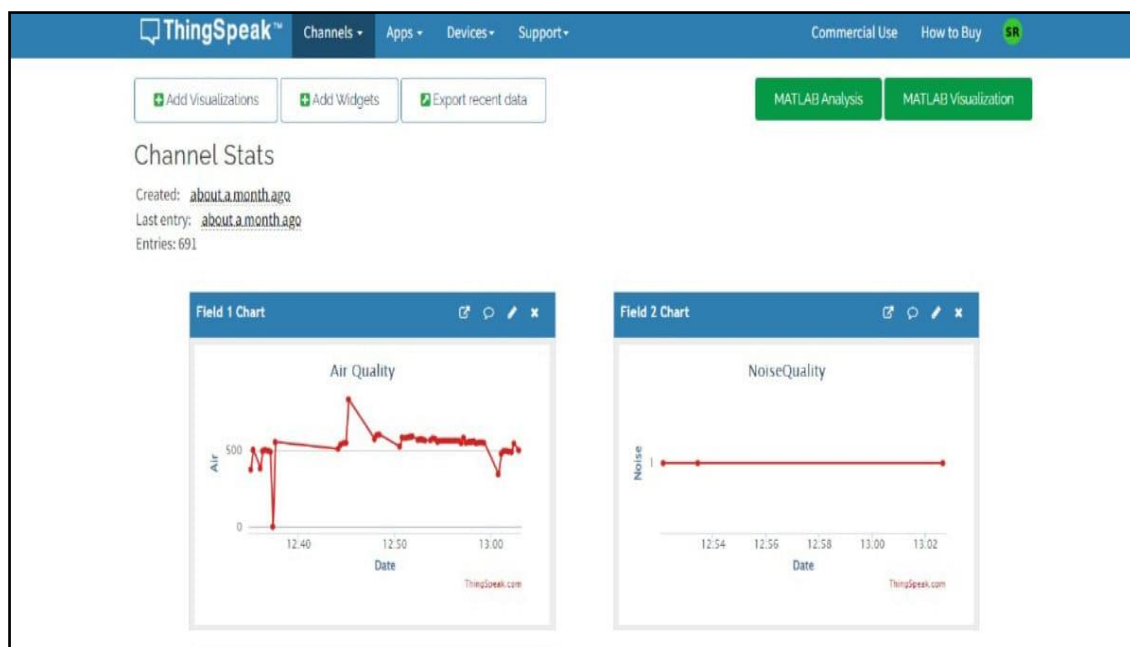 ThingSpeak™ Channels Apps Devices Support Commercial Use How to Buy SR
Add Visualizations Add Widgets Export recent data MATLAB Analysis MATLAB Visualization
Channel Stats
Created: about a month ago
Last entry: about a month ago
Entries: 691
Field 1 Chart
Air Quality
Air
500
0
12:40 12:50 13:00
Date
ThingSpeak.com
Field 2 Chart
NoiseQuality
Noise
1
12:54 12:56 12:58 13:00 13:02
Date
ThingSpeak.com